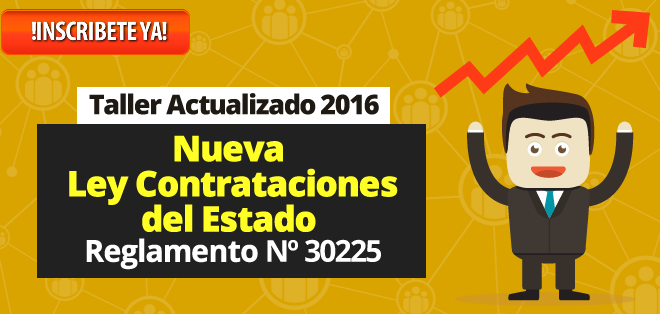 !INSCRIBETE YA!
Taller Actualizado 2016
Nueva
Ley Contrataciones
del Estado
Reglamento Nº 30225